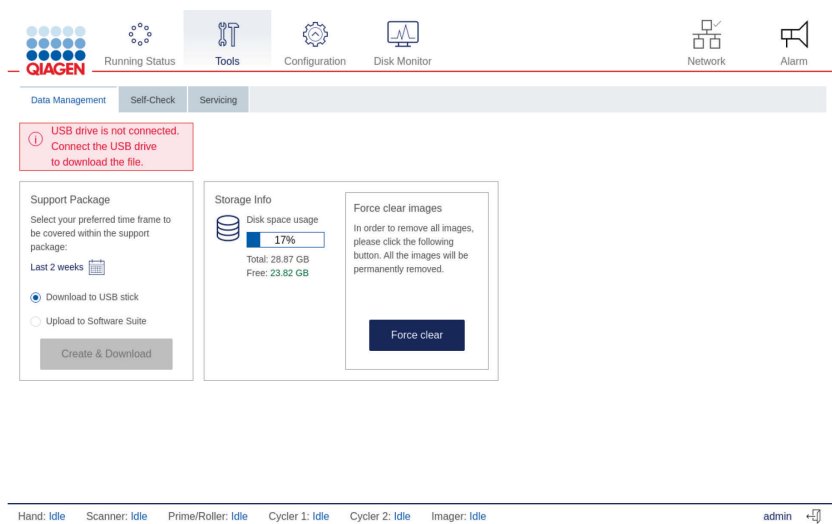 QIAGEN
Running Status
Tools
Configuration
Disk Monitor
Network
Alarm
Data Management
Self-Check
Servicing
USB drive is not connected.
Connect the USB drive
to download the file.
Support Package
Select your preferred time frame to
be covered within the support
package:
Last 2 weeks
Download to USB stick
Upload to Software Suite
Create & Download
Storage Info
Disk space usage
17%
Total: 28.87 GB
Free: 23.82 GB
Force clear images
In order to remove all images,
please click the following
button. All the images will be
permanently removed.
Force clear
Hand: Idle
Scanner: Idle
Prime/Roller: Idle
Cycler 1: Idle
Cycler 2: Idle
Imager: Idle
admin